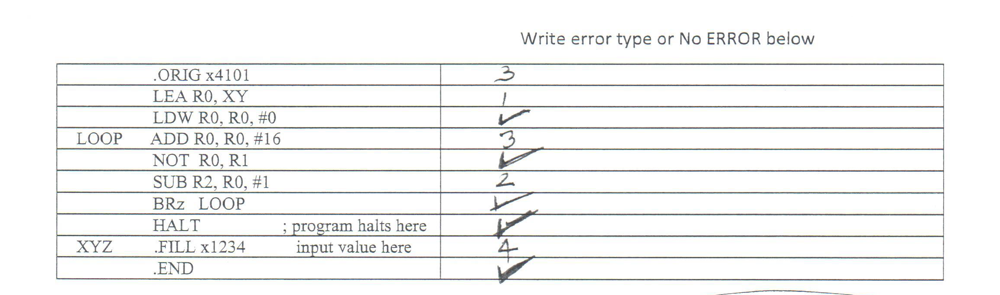 Write error type or No ERROR below
.ORIG x4101 3
LEA R0, XY 1
LDW R0, R0, #0 ✓
LOOP ADD R0, R0, #16 3
NOT R0, R1 ✓
SUB R2, R0, #1 2
BRz LOOP ✓
HALT ; program halts here ✓
XYZ .FILL x1234 input value here 4
.END ✓